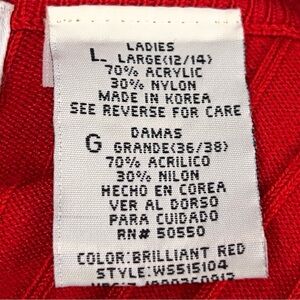 LADIES
L LARGE(12/14)
70% ACRYLIC
30% NYLON
MADE IN KOREA
SEE REVERSE FOR CARE
DAMAS
G GRANDE(36/38)
70% ACRILICO
30% NILON
HECHO EN COREA
VER AL DORSO
PARA CUIDADO
RN# 50550
COLOR:BRILLIANT RED
STYLE:WS515104